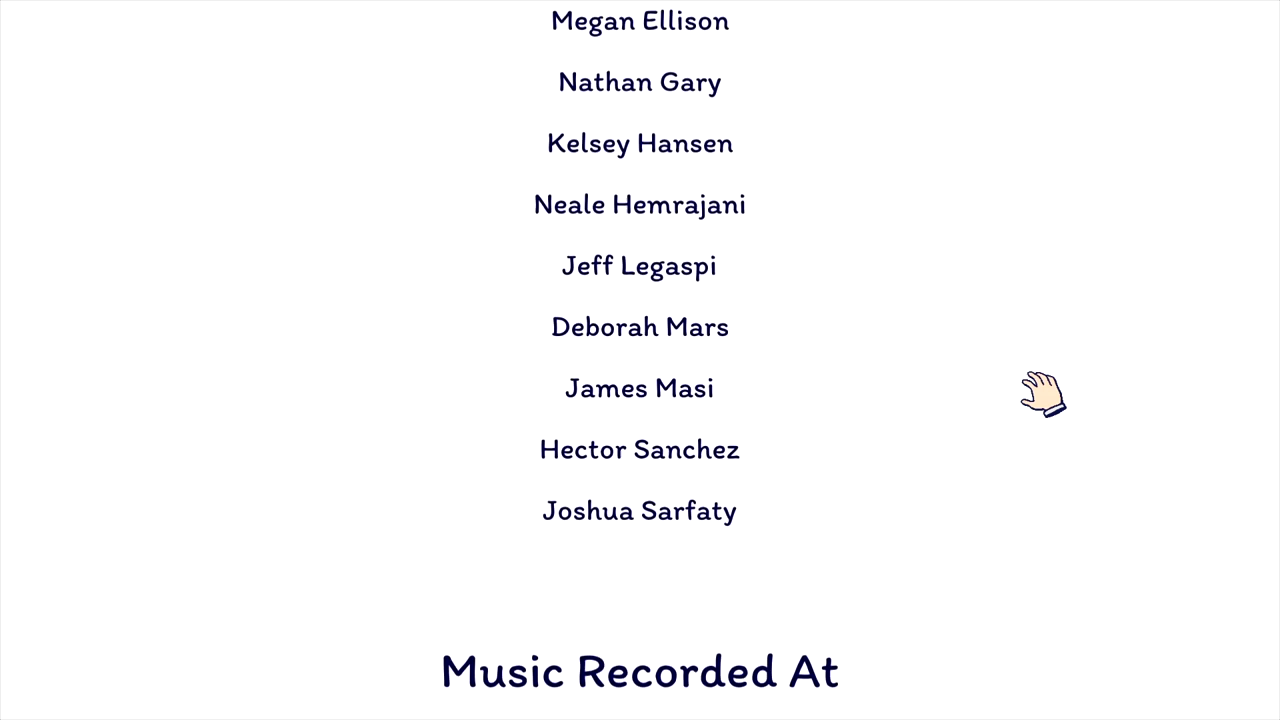 Megan Ellison
Nathan Gary
Kelsey Hansen
Neale Hemrajani
Jeff Legaspi
Deborah Mars
James Masi
Hector Sanchez
Joshua Sarfaty
Music Recorded At